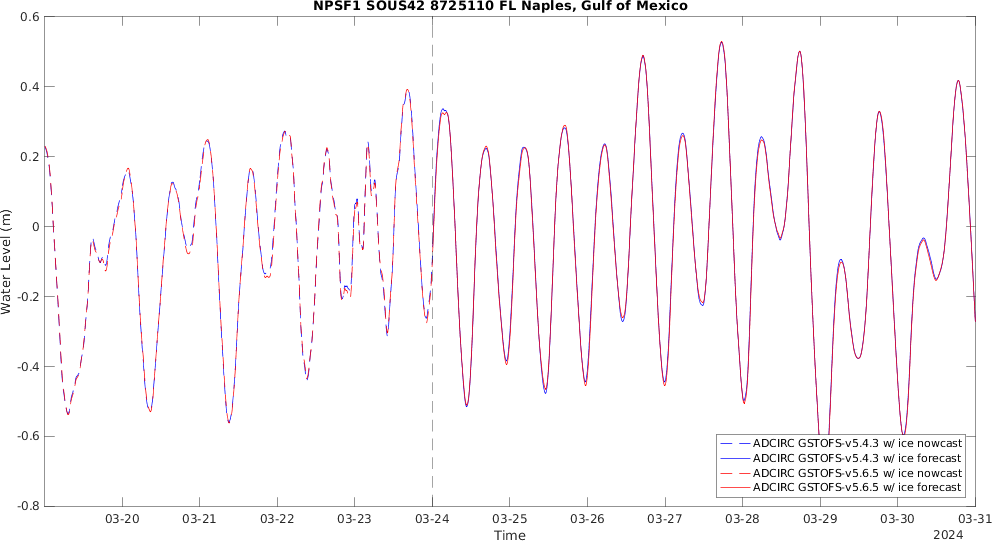 NPSF1 SOUS42 8725110 FL Naples, Gulf of Mexico
0.6
0.4
0.2
0
-0.2
-0.4
-0.6
-0.8
Water Level (m)
ADCIRC GSTOFS-v5.4.3 w/ ice nowcast
ADCIRC GSTOFS-v5.4.3 w/ ice forecast
ADCIRC GSTOFS-v5.6.5 w/ ice nowcast
ADCIRC GSTOFS-v5.6.5 w/ ice forecast
03-20 03-21 03-22 03-23 03-24 03-25 03-26 03-27 03-28 03-29 03-30 03-31
Time
2024